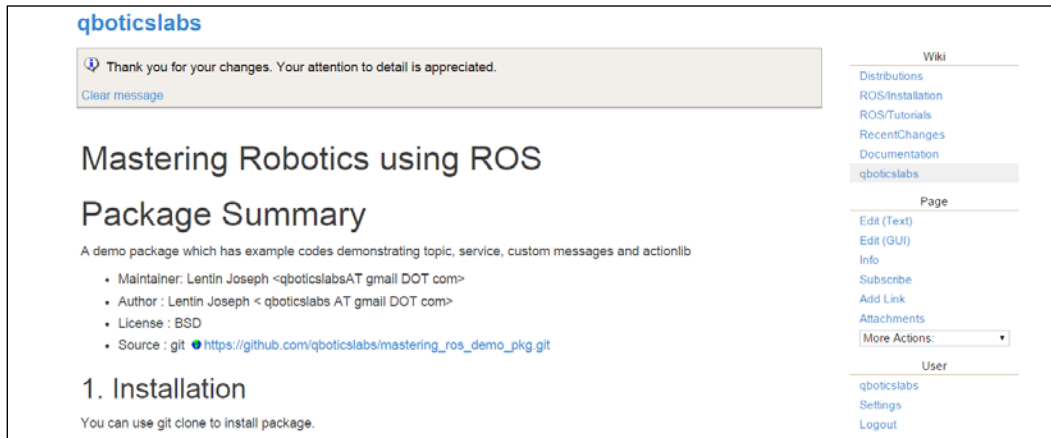 qboticslabs
Thank you for your changes. Your attention to detail is appreciated.
Clear message
Mastering Robotics using ROS
Package Summary
A demo package which has example codes demonstrating topic, service, custom messages and actionlib
• Maintainer: Lentin Joseph <qboticslabsAT gmail DOT com>
• Author : Lentin Joseph < qboticslabs AT gmail DOT com>
• License : BSD
• Source : git https://github.com/qboticslabs/mastering_ros_demo_pkg.git
1. Installation
You can use git clone to install package.
Wiki
Distributions
ROS/Installation
ROS/Tutorials
RecentChanges
Documentation
qboticslabs
Page
Edit (Text)
Edit (GUI)
Info
Subscribe
Add Link
Attachments
More Actions:
User
qboticslabs
Settings
Logout